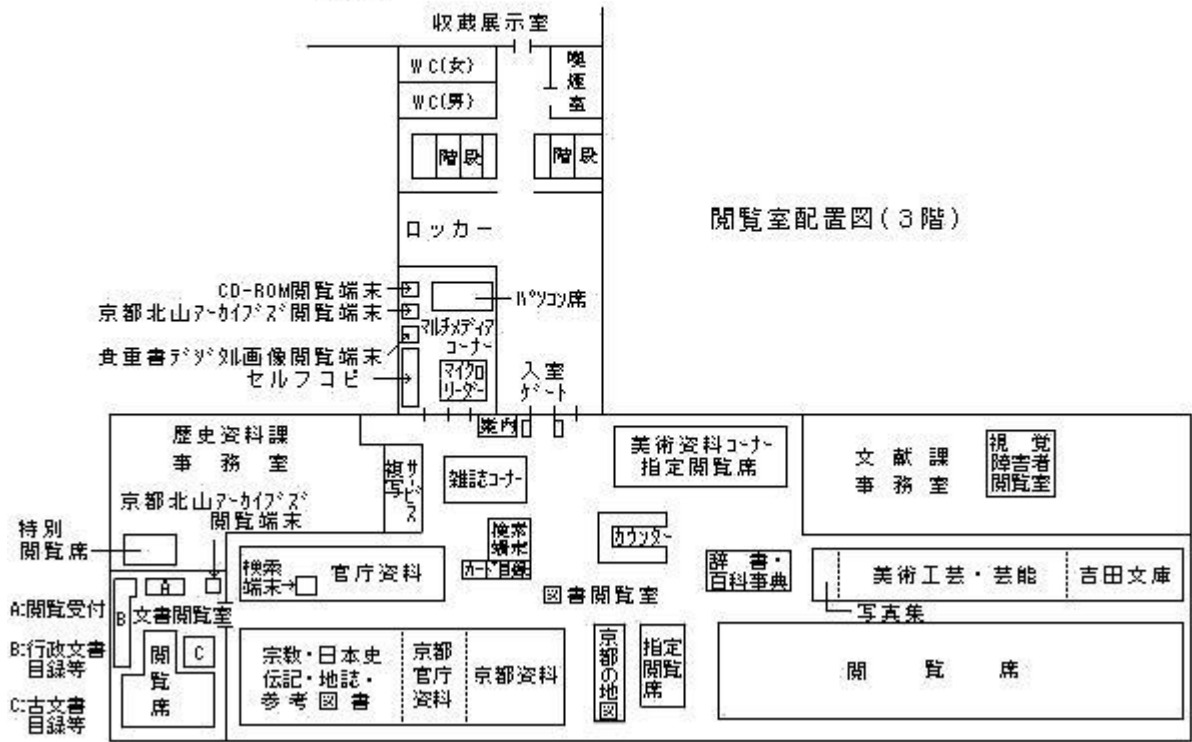 収蔵展示室
WC(女)
喫煙室
WC(男)
階段
階段
閲覧室配置図(3階)
ロッカー
CD-ROM閲覧端末
パソコン席
京都北山アーカイブズ閲覧端末
マルチメディア
コーナー
貴重書デジタル画像閲覧端末
セルフコピ
マイクロ
リーダー
入室
ゲート
案内
歴史資料課
事務室
複写
サービス
雑誌コーナー
美術資料コーナー
指定閲覧席
文献課
事務室
視覚
障害者
閲覧室
京都北山アーカイブズ
閲覧端末
特別
閲覧席
検索
端末
カード目録
カウンター
検索
端末
官庁資料
辞書・
百科事典
美術工芸・芸能
吉田文庫
写真集
図書閲覧室
A
A:閲覧受付
B
文書閲覧室
B:行政文書
目録等
C
閲覧席
C:古文書
目録等
宗教・日本史
伝記・地誌・
参考図書
京都
官庁
資料
京都資料
京都の地図
指定
閲覧
席
閲覧席